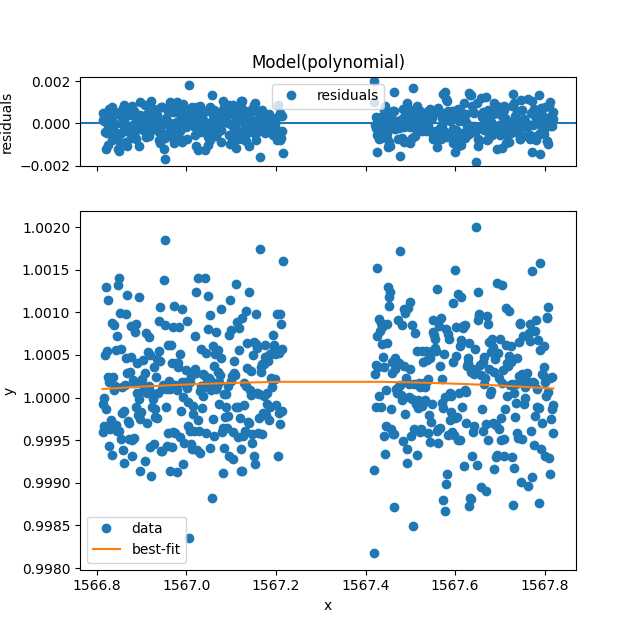 Model(polynomial)
0.002
0.000
−0.002
residuals
residuals
1.0020
1.0015
1.0010
1.0005
1.0000
0.9995
0.9990
0.9985
0.9980
y
data
best-fit
1566.8 1567.0 1567.2 1567.4 1567.6 1567.8
x